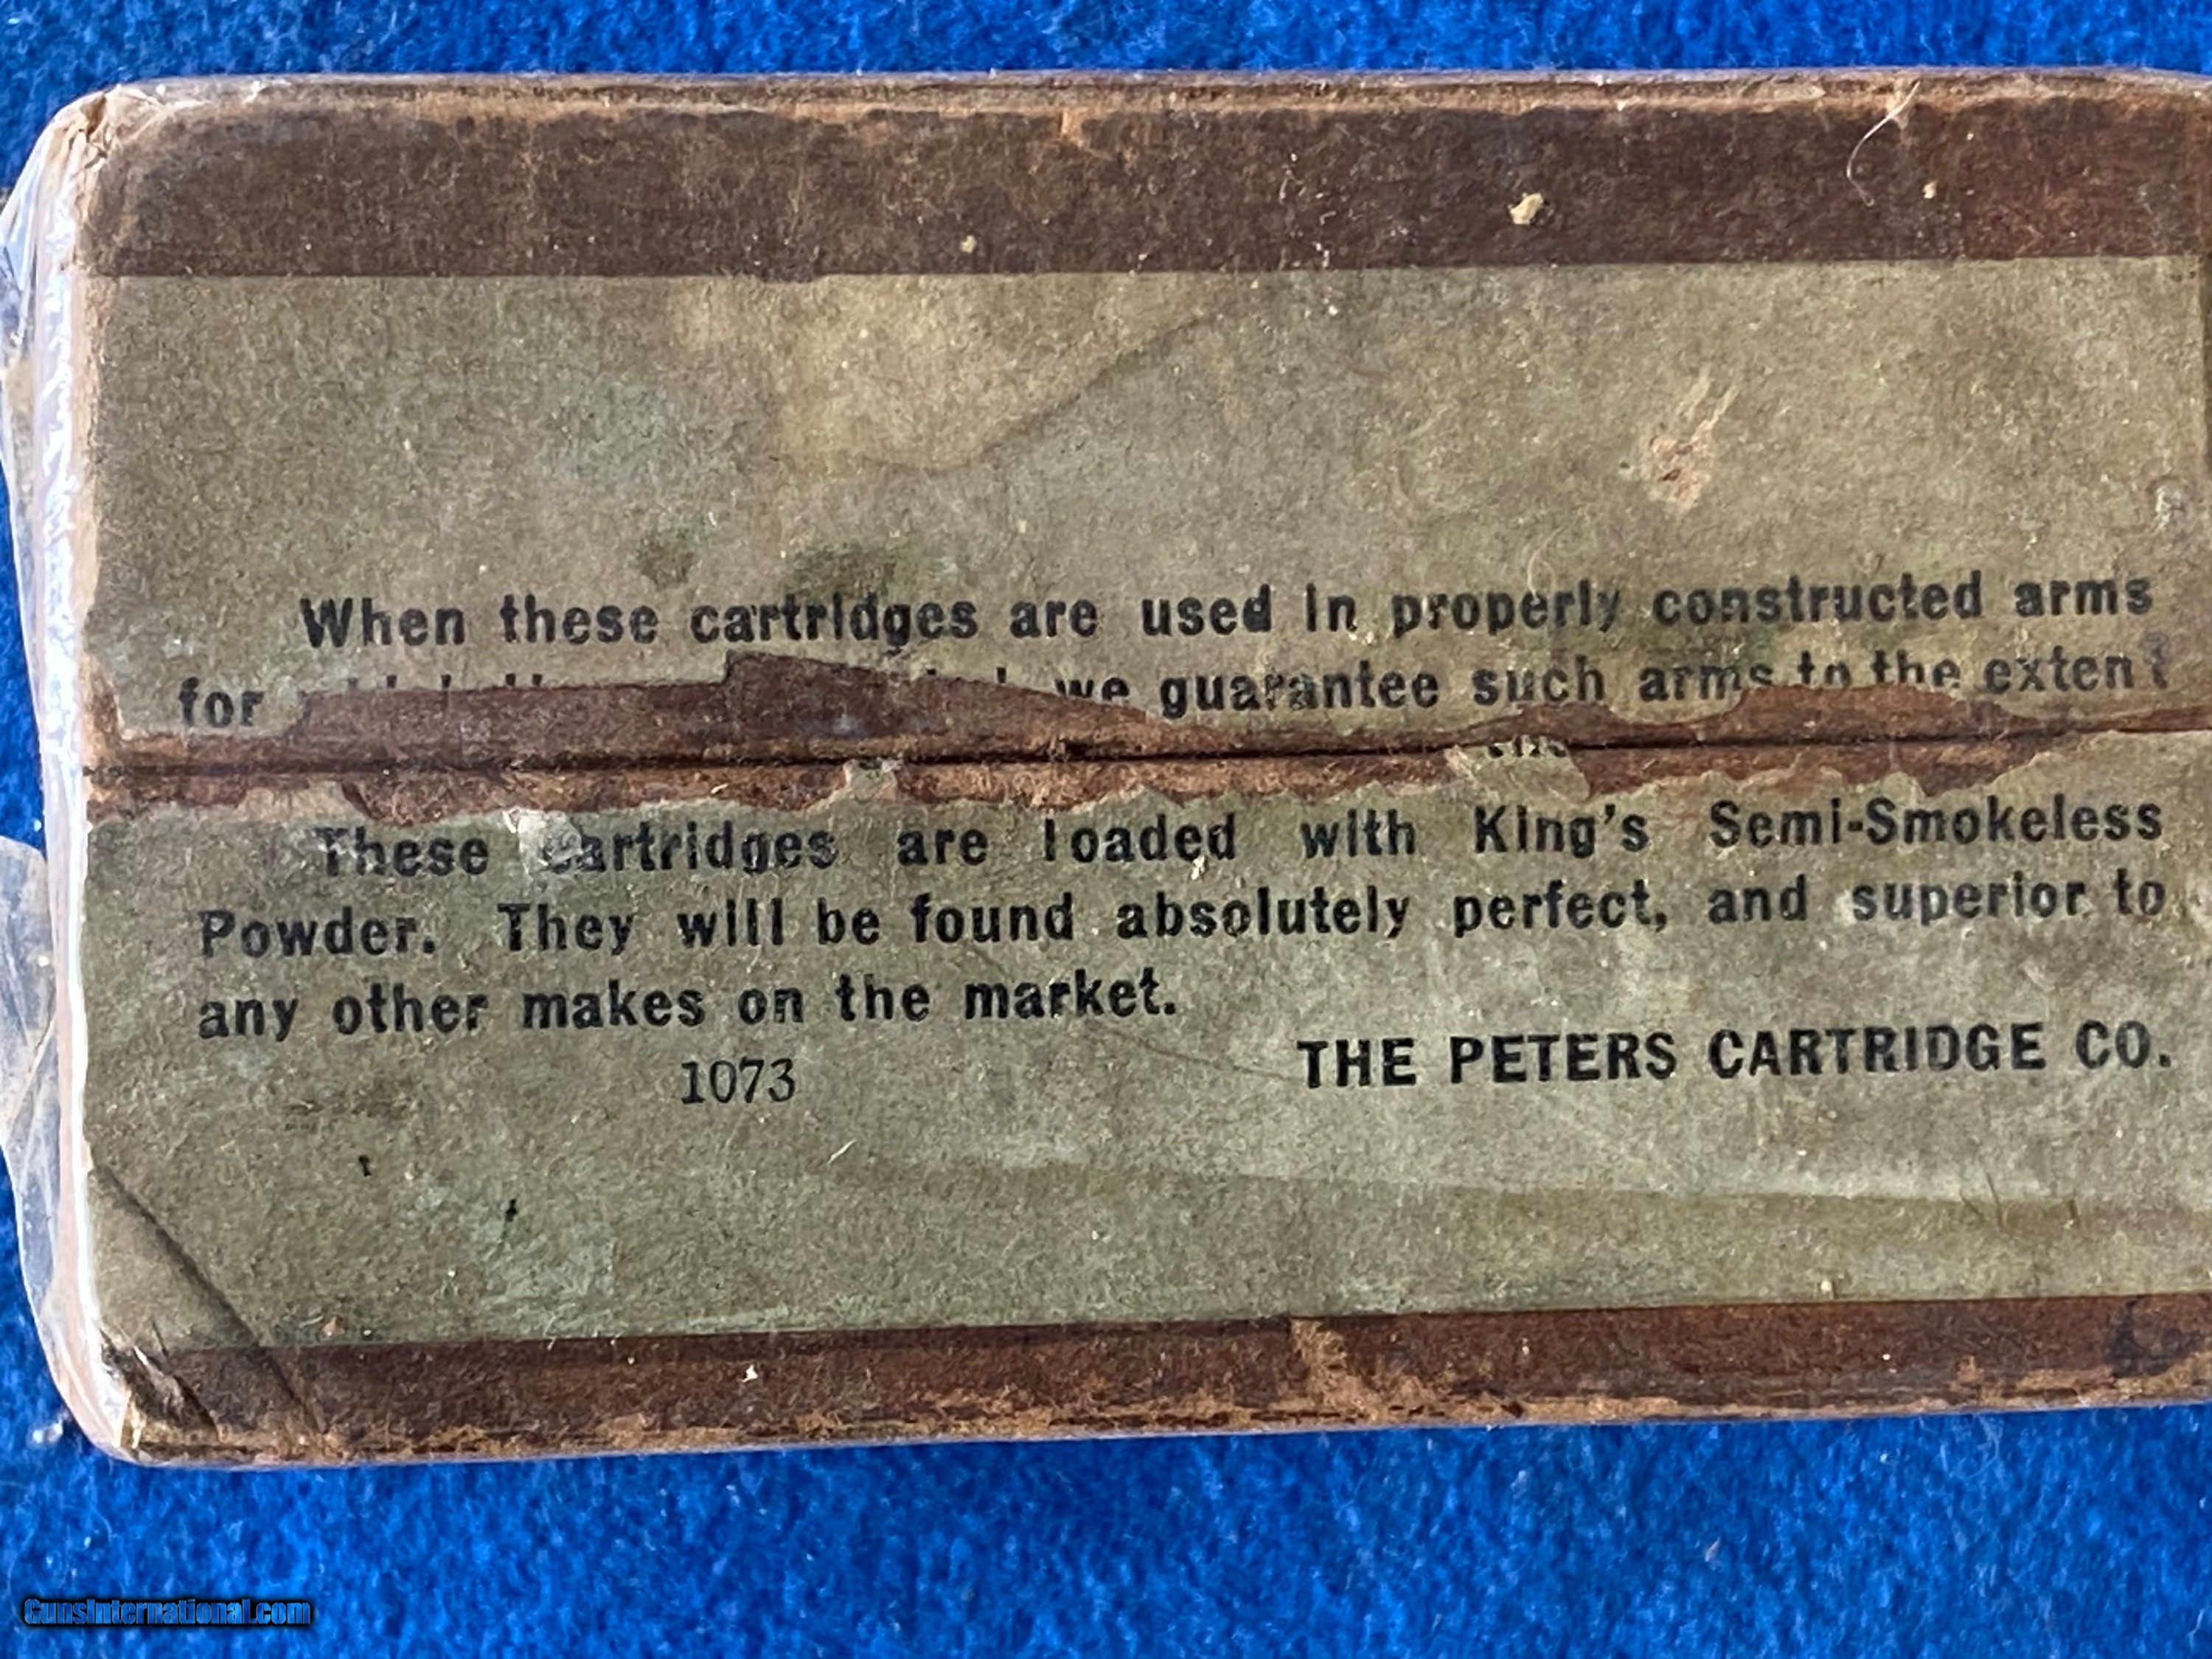 When these cartridges are used in properly constructed arms
for we guarantee such arms to the extent
These cartridges are loaded with King's Semi-Smokeless
Powder. They will be found absolutely perfect, and superior to
any other makes on the market.
THE PETERS CARTRIDGE CO.
1073
GunsInternational.com